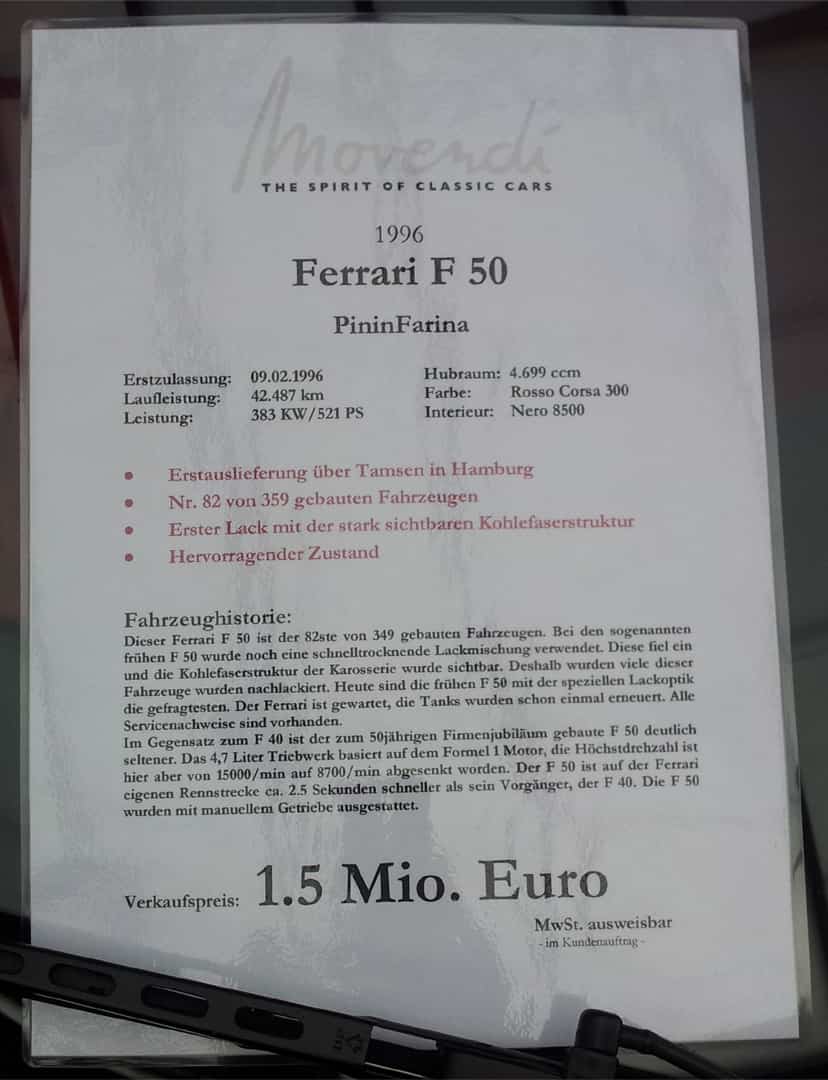 Movendi
THE SPIRIT OF CLASSIC CARS
1996
Ferrari F 50
PininFarina
Erstzulassung: 09.02.1996 Hubraum: 4.699 ccm
Laufleistung: 42.487 km Farbe: Rosso Corsa 300
Leistung: 383 KW/521 PS Interieur: Nero 8500
• Erstauslieferung über Tamsen in Hamburg
• Nr. 82 von 359 gebauten Fahrzeugen
• Erster Lack mit der stark sichtbaren Kohlefaserstruktur
• Hervorragender Zustand
Fahrzeughistorie:
Dieser Ferrari F 50 ist der 82ste von 349 gebauten Fahrzeugen. Bei den sogenannten
frühen F 50 wurde noch eine schnelltrocknende Lackmischung verwendet. Diese fiel ein
und die Kohlefaserstruktur der Karosserie wurde sichtbar. Deshalb wurden viele dieser
Fahrzeuge wurden nachlackiert. Heute sind die frühen F 50 mit der speziellen Lackoptik
die gefragtesten. Der Ferrari ist gewartet, die Tanks wurden schon einmal erneuert. Alle
Servicenachweise sind vorhanden.
Im Gegensatz zum F 40 ist der zum 50jährigen Firmenjubiläum gebaute F 50 deutlich
seltener. Das 4,7 Liter Triebwerk basiert auf dem Formel 1 Motor, die Höchstdrehzahl ist
hier aber von 15000/min auf 8700/min abgesenkt worden. Der F 50 ist auf der Ferrari
eigenen Rennstrecke ca. 2.5 Sekunden schneller als sein Vorgänger, der F 40. Die F 50
wurden mit manuellem Getriebe ausgestattet.
Verkaufspreis: 1.5 Mio. Euro
MwSt. ausweisbar
- im Kundenauftrag -